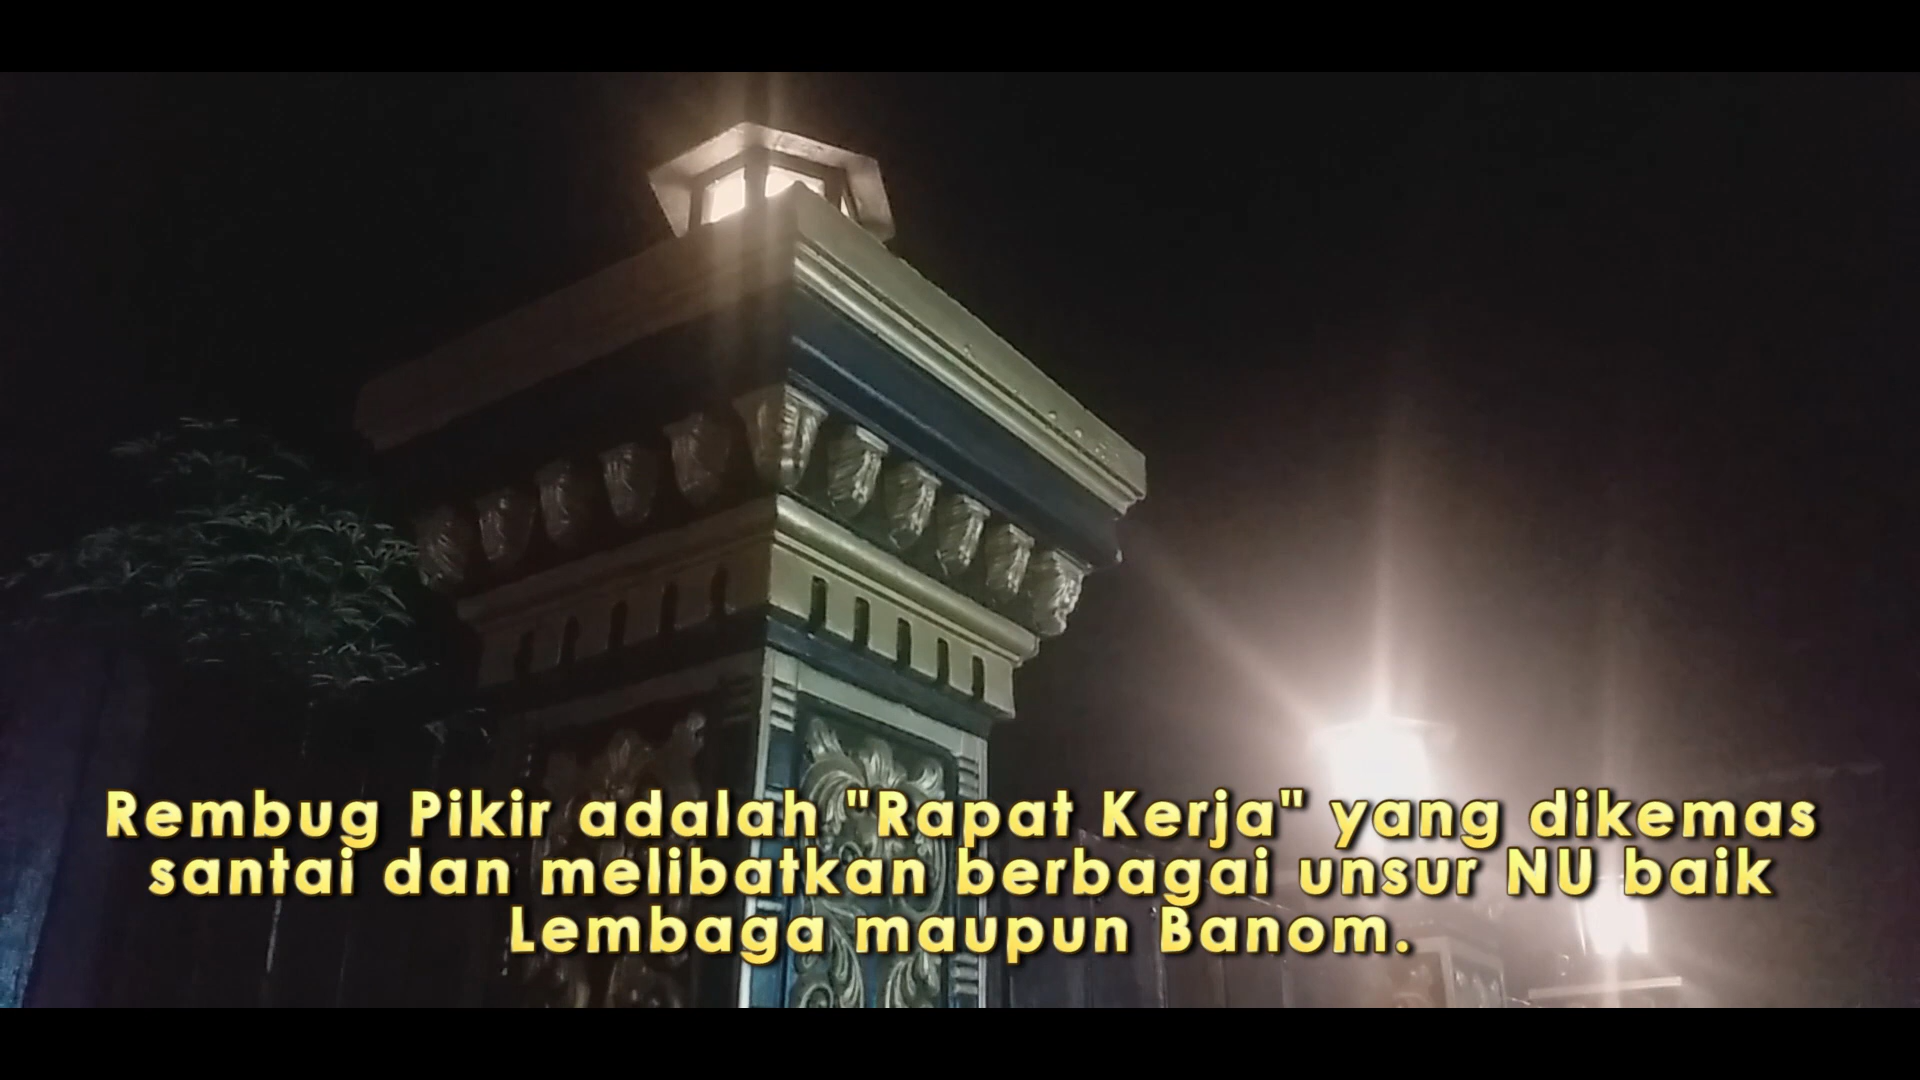 Rembug Pikir adalah "Rapat Kerja" yang dikemas
santai dan melibatkan berbagai unsur NU baik
Lembaga maupun Banom.